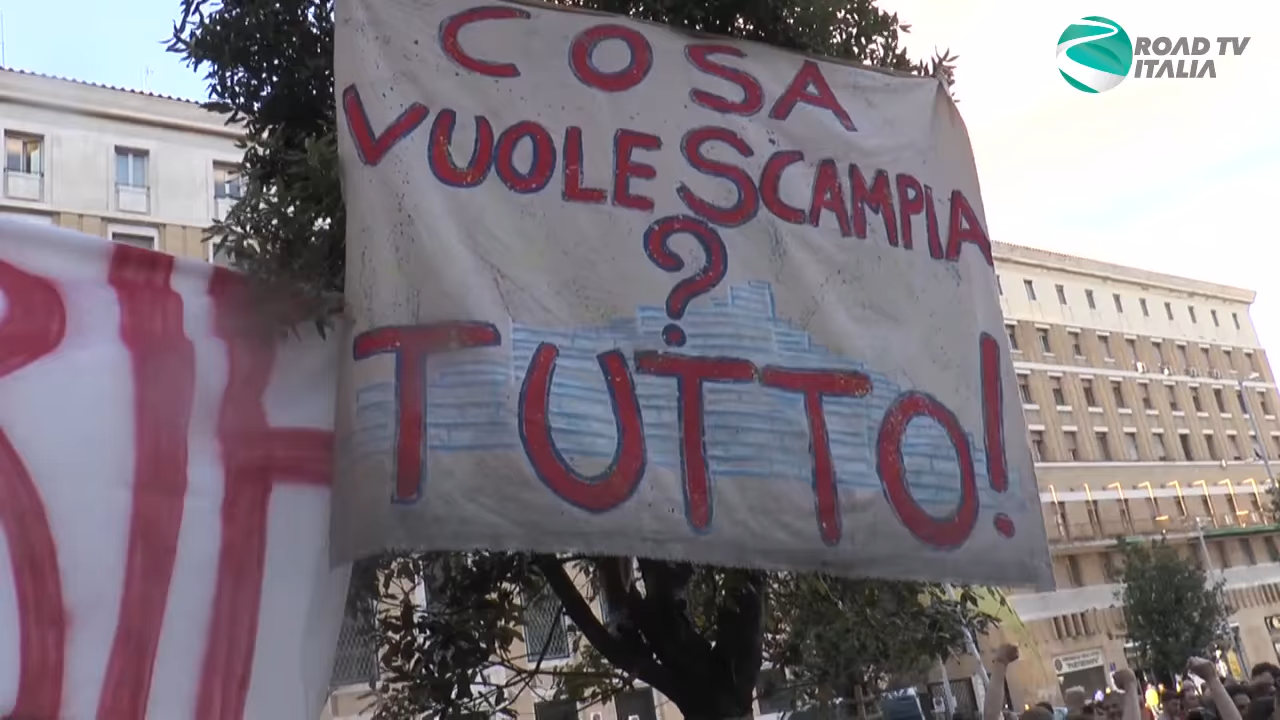 ROAD TV
ITALIA
COSA
VUOLE SCAMPIA
?
TUTTO!